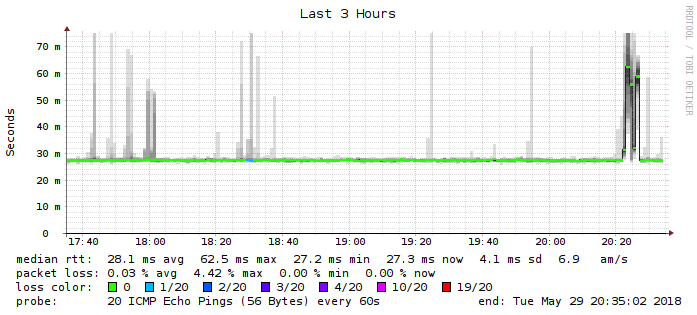 Last 3 Hours
RRDTOOL / TOBI OETIKER
Seconds
70 m
60 m
50 m
40 m
30 m
20 m
10 m
0
17:40 18:00 18:20 18:40 19:00 19:20 19:40 20:00 20:20
median rtt: 28.1 ms avg 62.5 ms max 27.2 ms min 27.3 ms now 4.1 ms sd 6.9 am/s
packet loss: 0.03 % avg 4.42 % max 0.00 % min 0.00 % now
loss color: 0 1/20 2/20 3/20 4/20 10/20 19/20
probe: 20 ICMP Echo Pings (56 Bytes) every 60s end: Tue May 29 20:35:02 2018